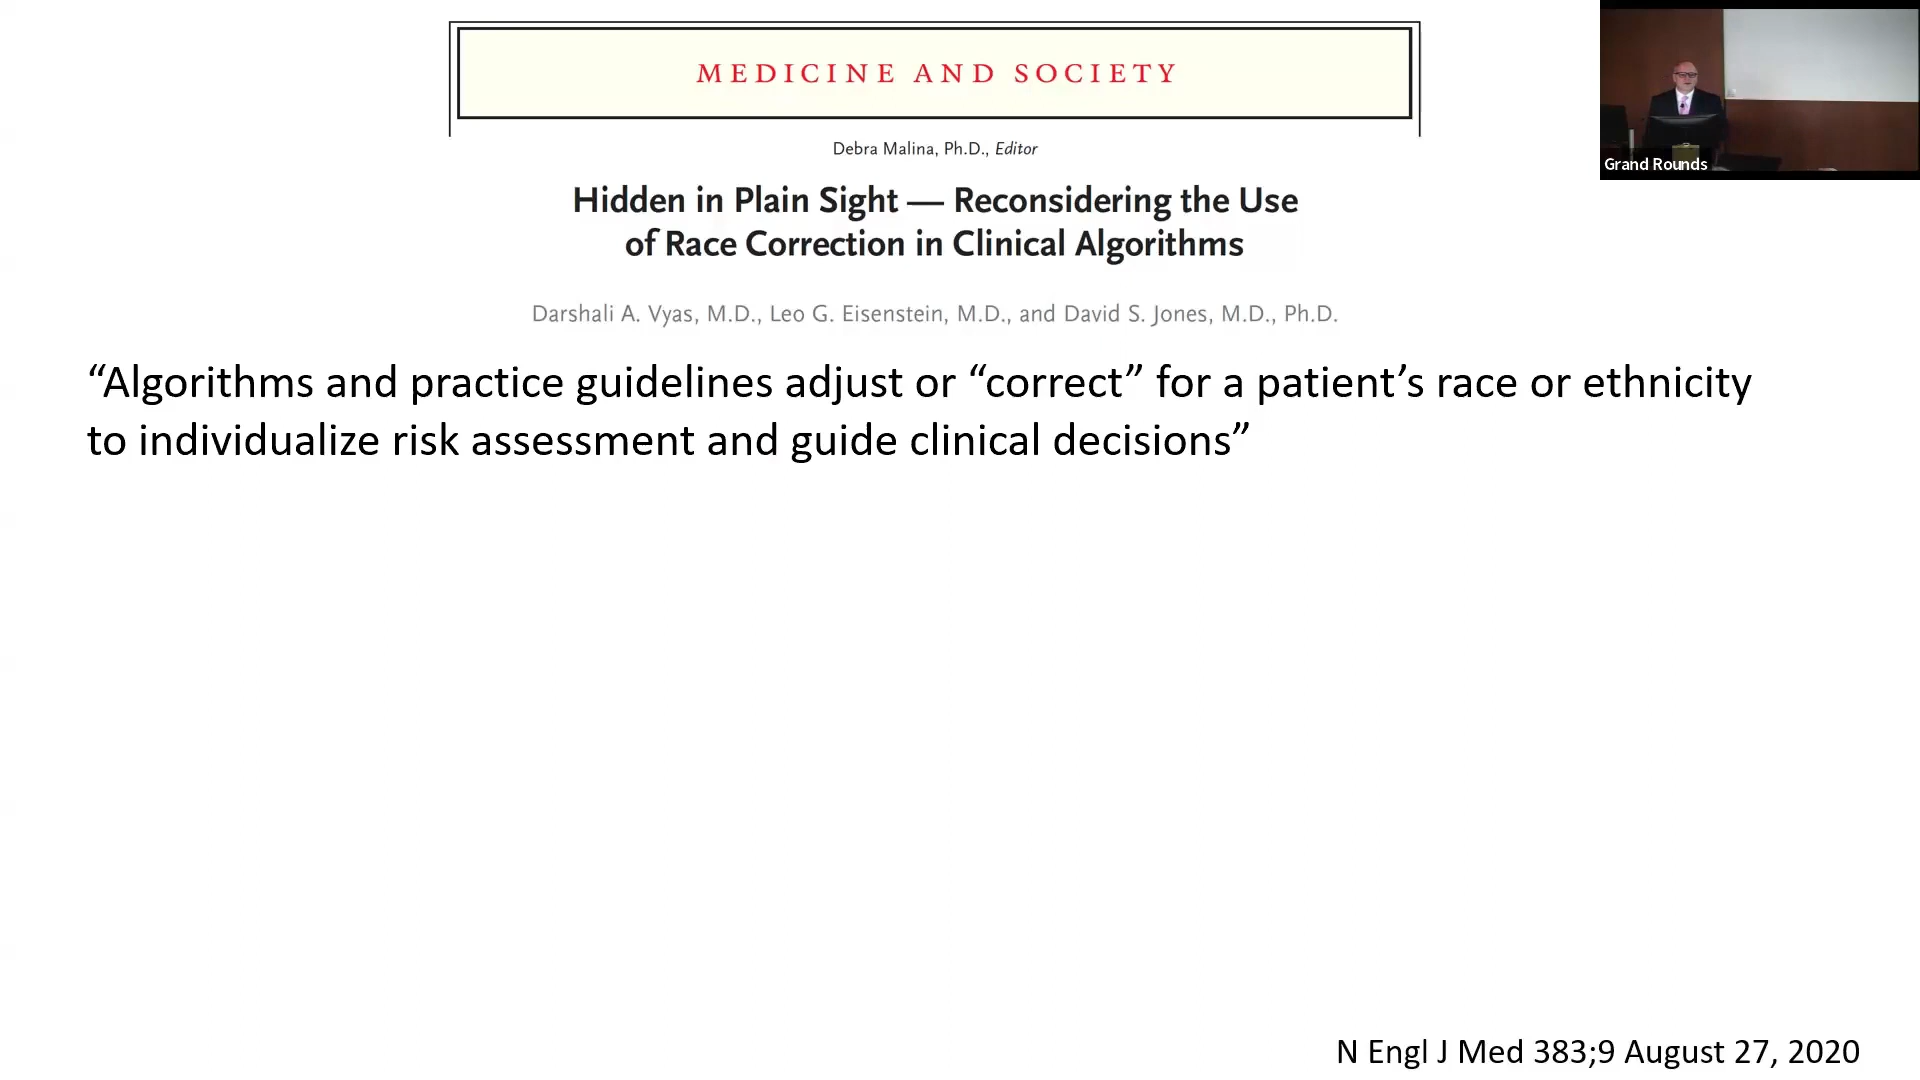 MEDICINE AND SOCIETY
Debra Malina, Ph.D., Editor
Hidden in Plain Sight — Reconsidering the Use
of Race Correction in Clinical Algorithms
Darshali A. Vyas, M.D., Leo G. Eisenstein, M.D., and David S. Jones, M.D., Ph.D.
“Algorithms and practice guidelines adjust or “correct” for a patient’s race or ethnicity
to individualize risk assessment and guide clinical decisions”
N Engl J Med 383;9 August 27, 2020
Grand Rounds